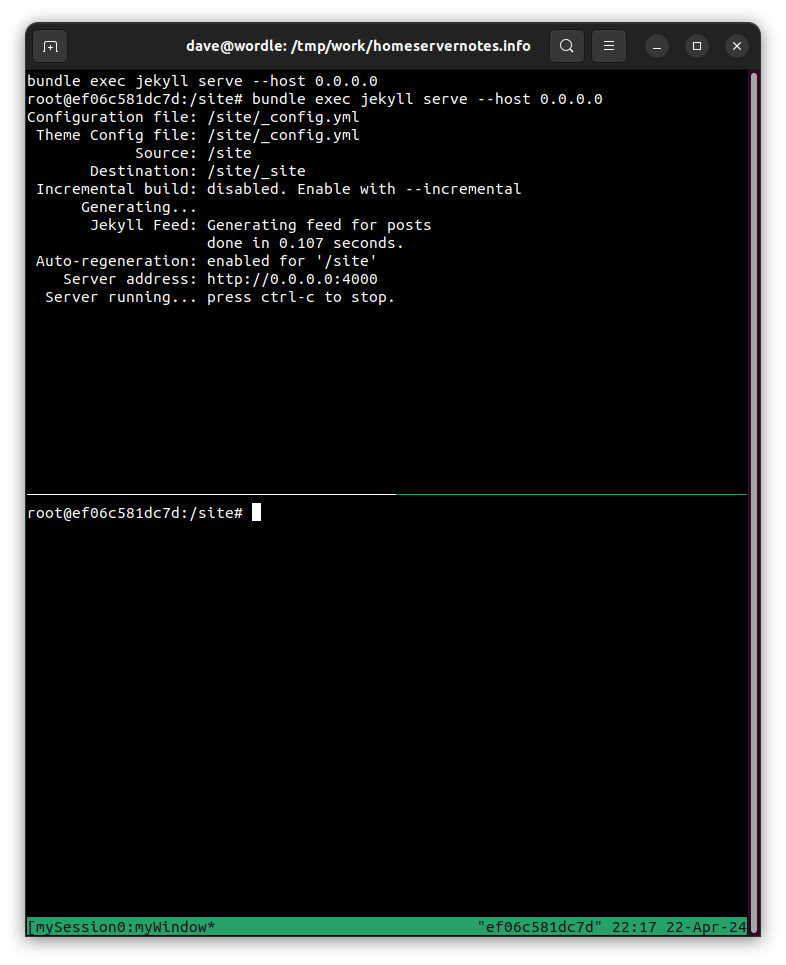 dave@wordle: /tmp/work/homeservernotes.info
bundle exec jekyll serve --host 0.0.0.0
root@ef06c581dc7d:/site# bundle exec jekyll serve --host 0.0.0.0
Configuration file: /site/_config.yml
Theme Config file: /site/_config.yml
Source: /site
Destination: /site/_site
Incremental build: disabled. Enable with --incremental
Generating...
Jekyll Feed: Generating feed for posts
done in 0.107 seconds.
Auto-regeneration: enabled for '/site'
Server address: http://0.0.0.0:4000
Server running... press ctrl-c to stop.
root@ef06c581dc7d:/site#
[mySession0:myWindow* "ef06c581dc7d" 22:17 22-Apr-24